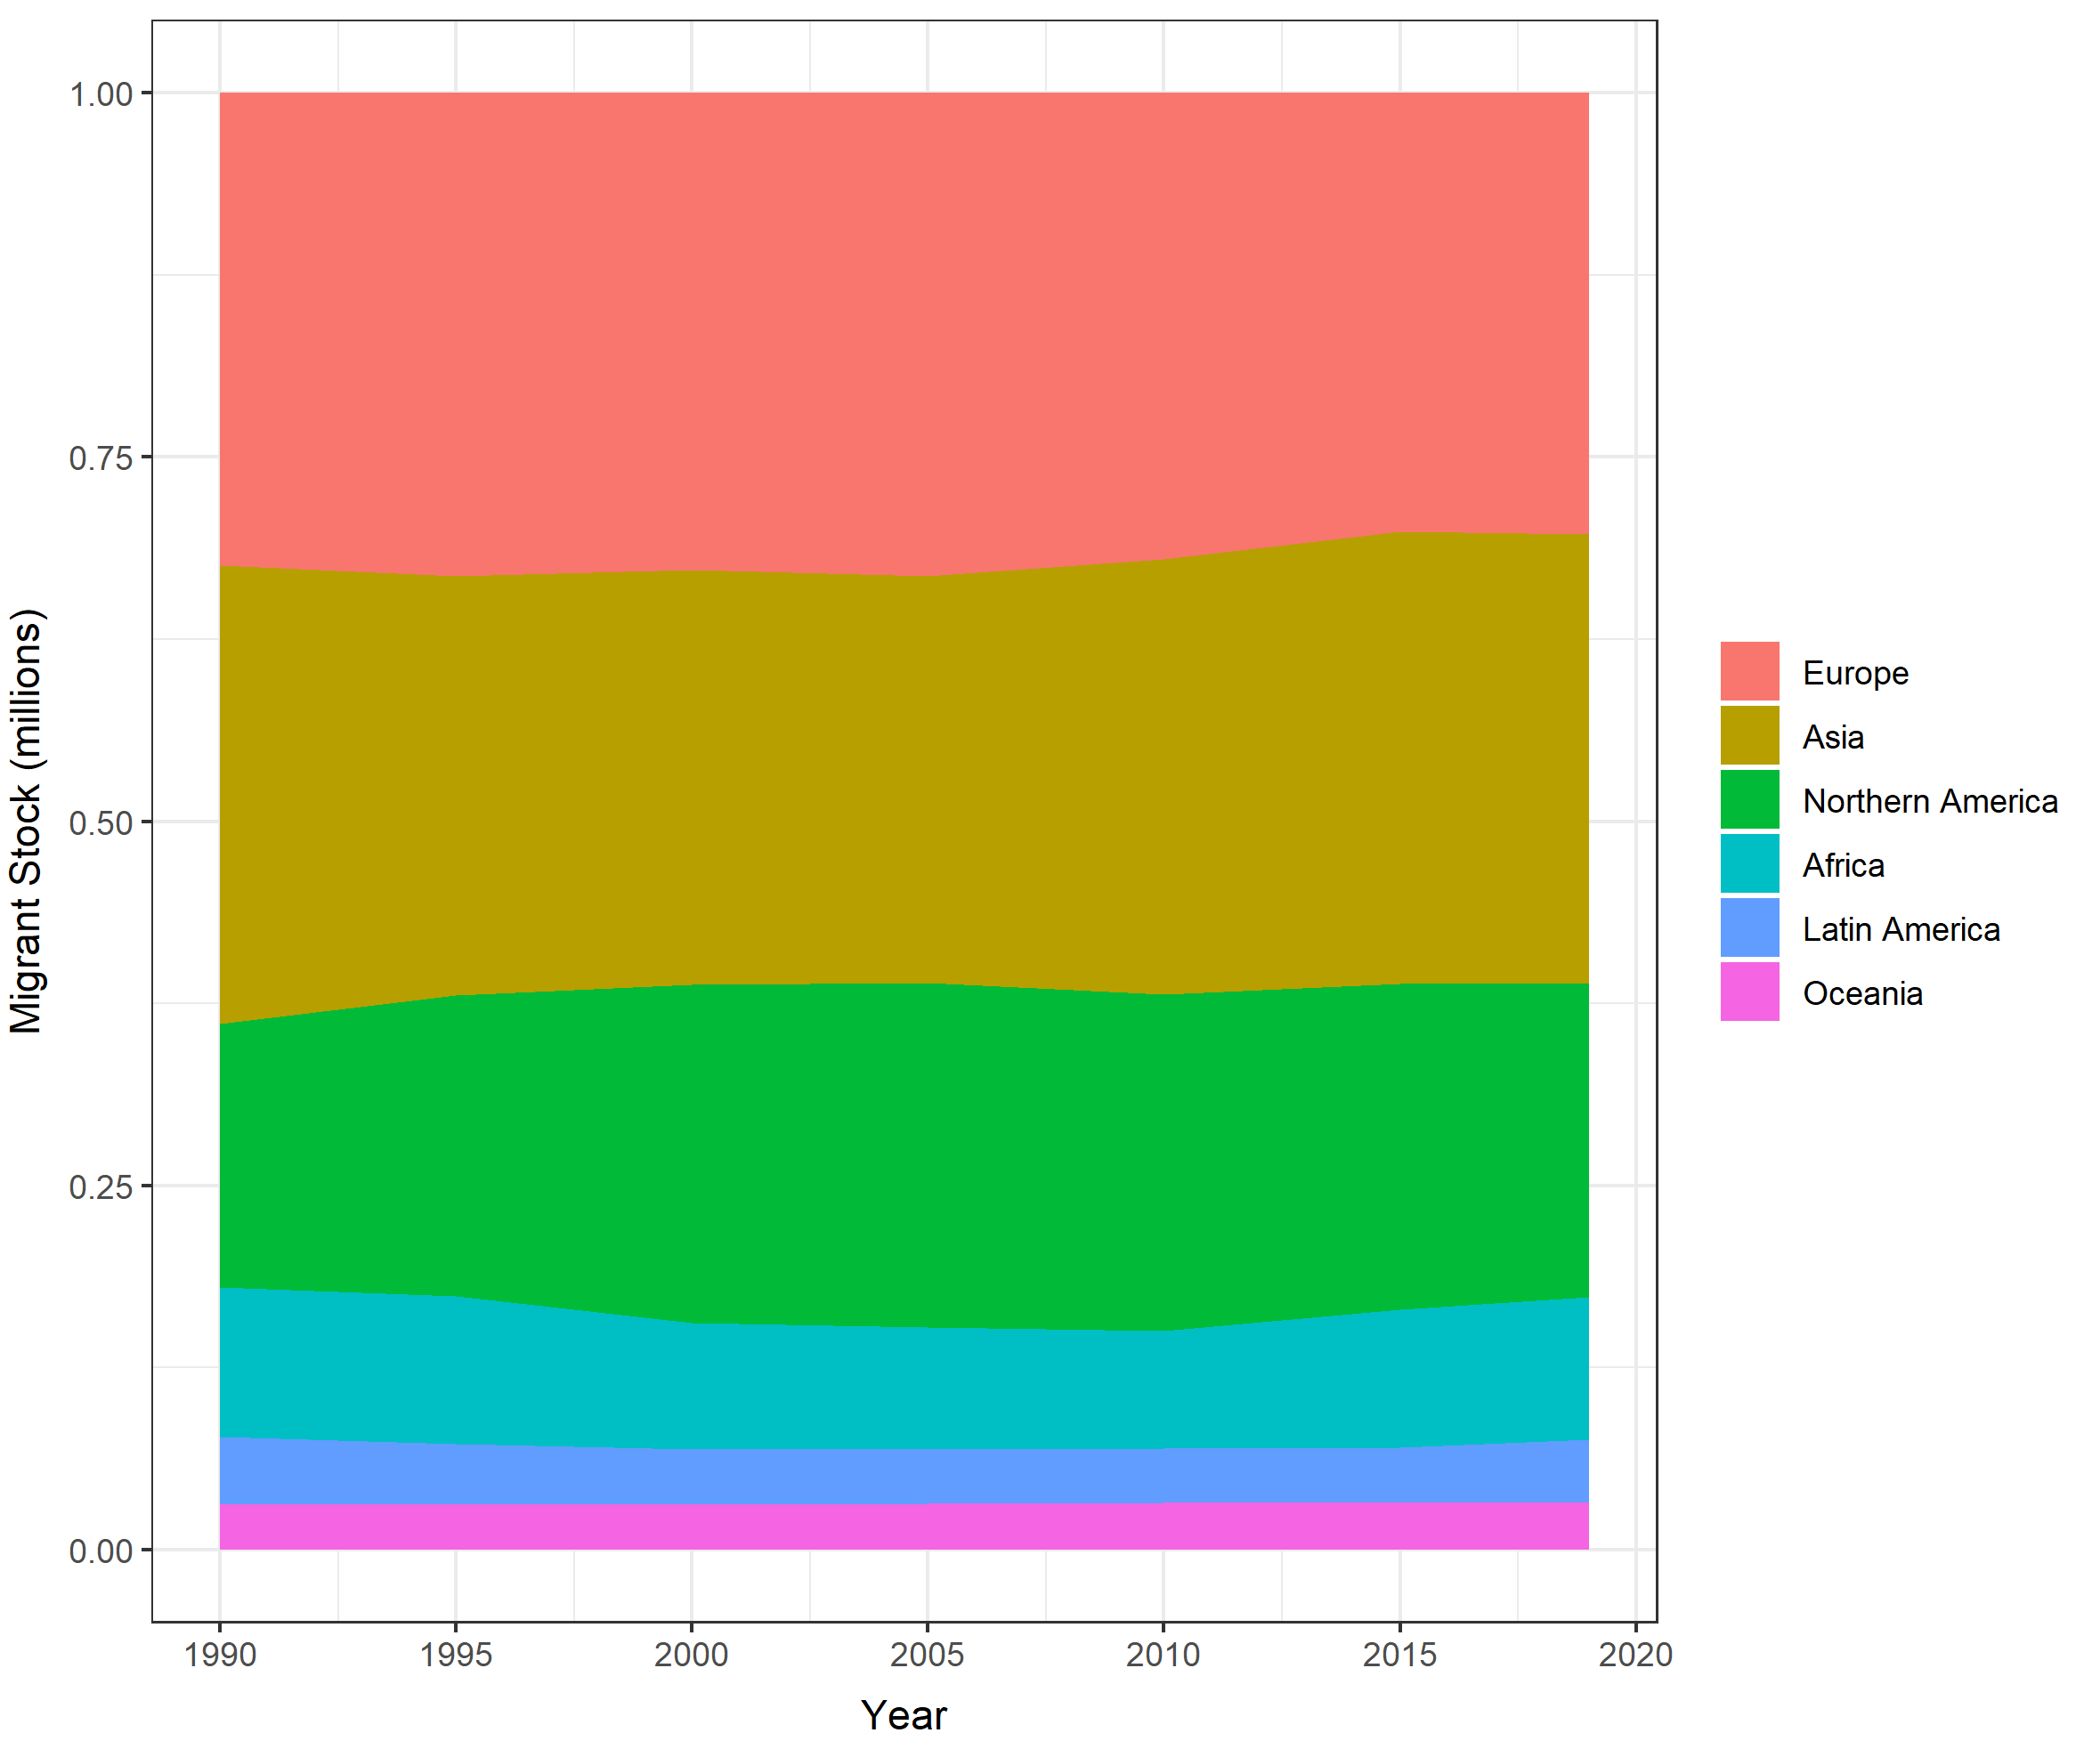 Migrant Stock (millions)
1.00
0.75
0.50
0.25
0.00
1990 1995 2000 2005 2010 2015 2020
Year
Europe
Asia
Northern America
Africa
Latin America
Oceania